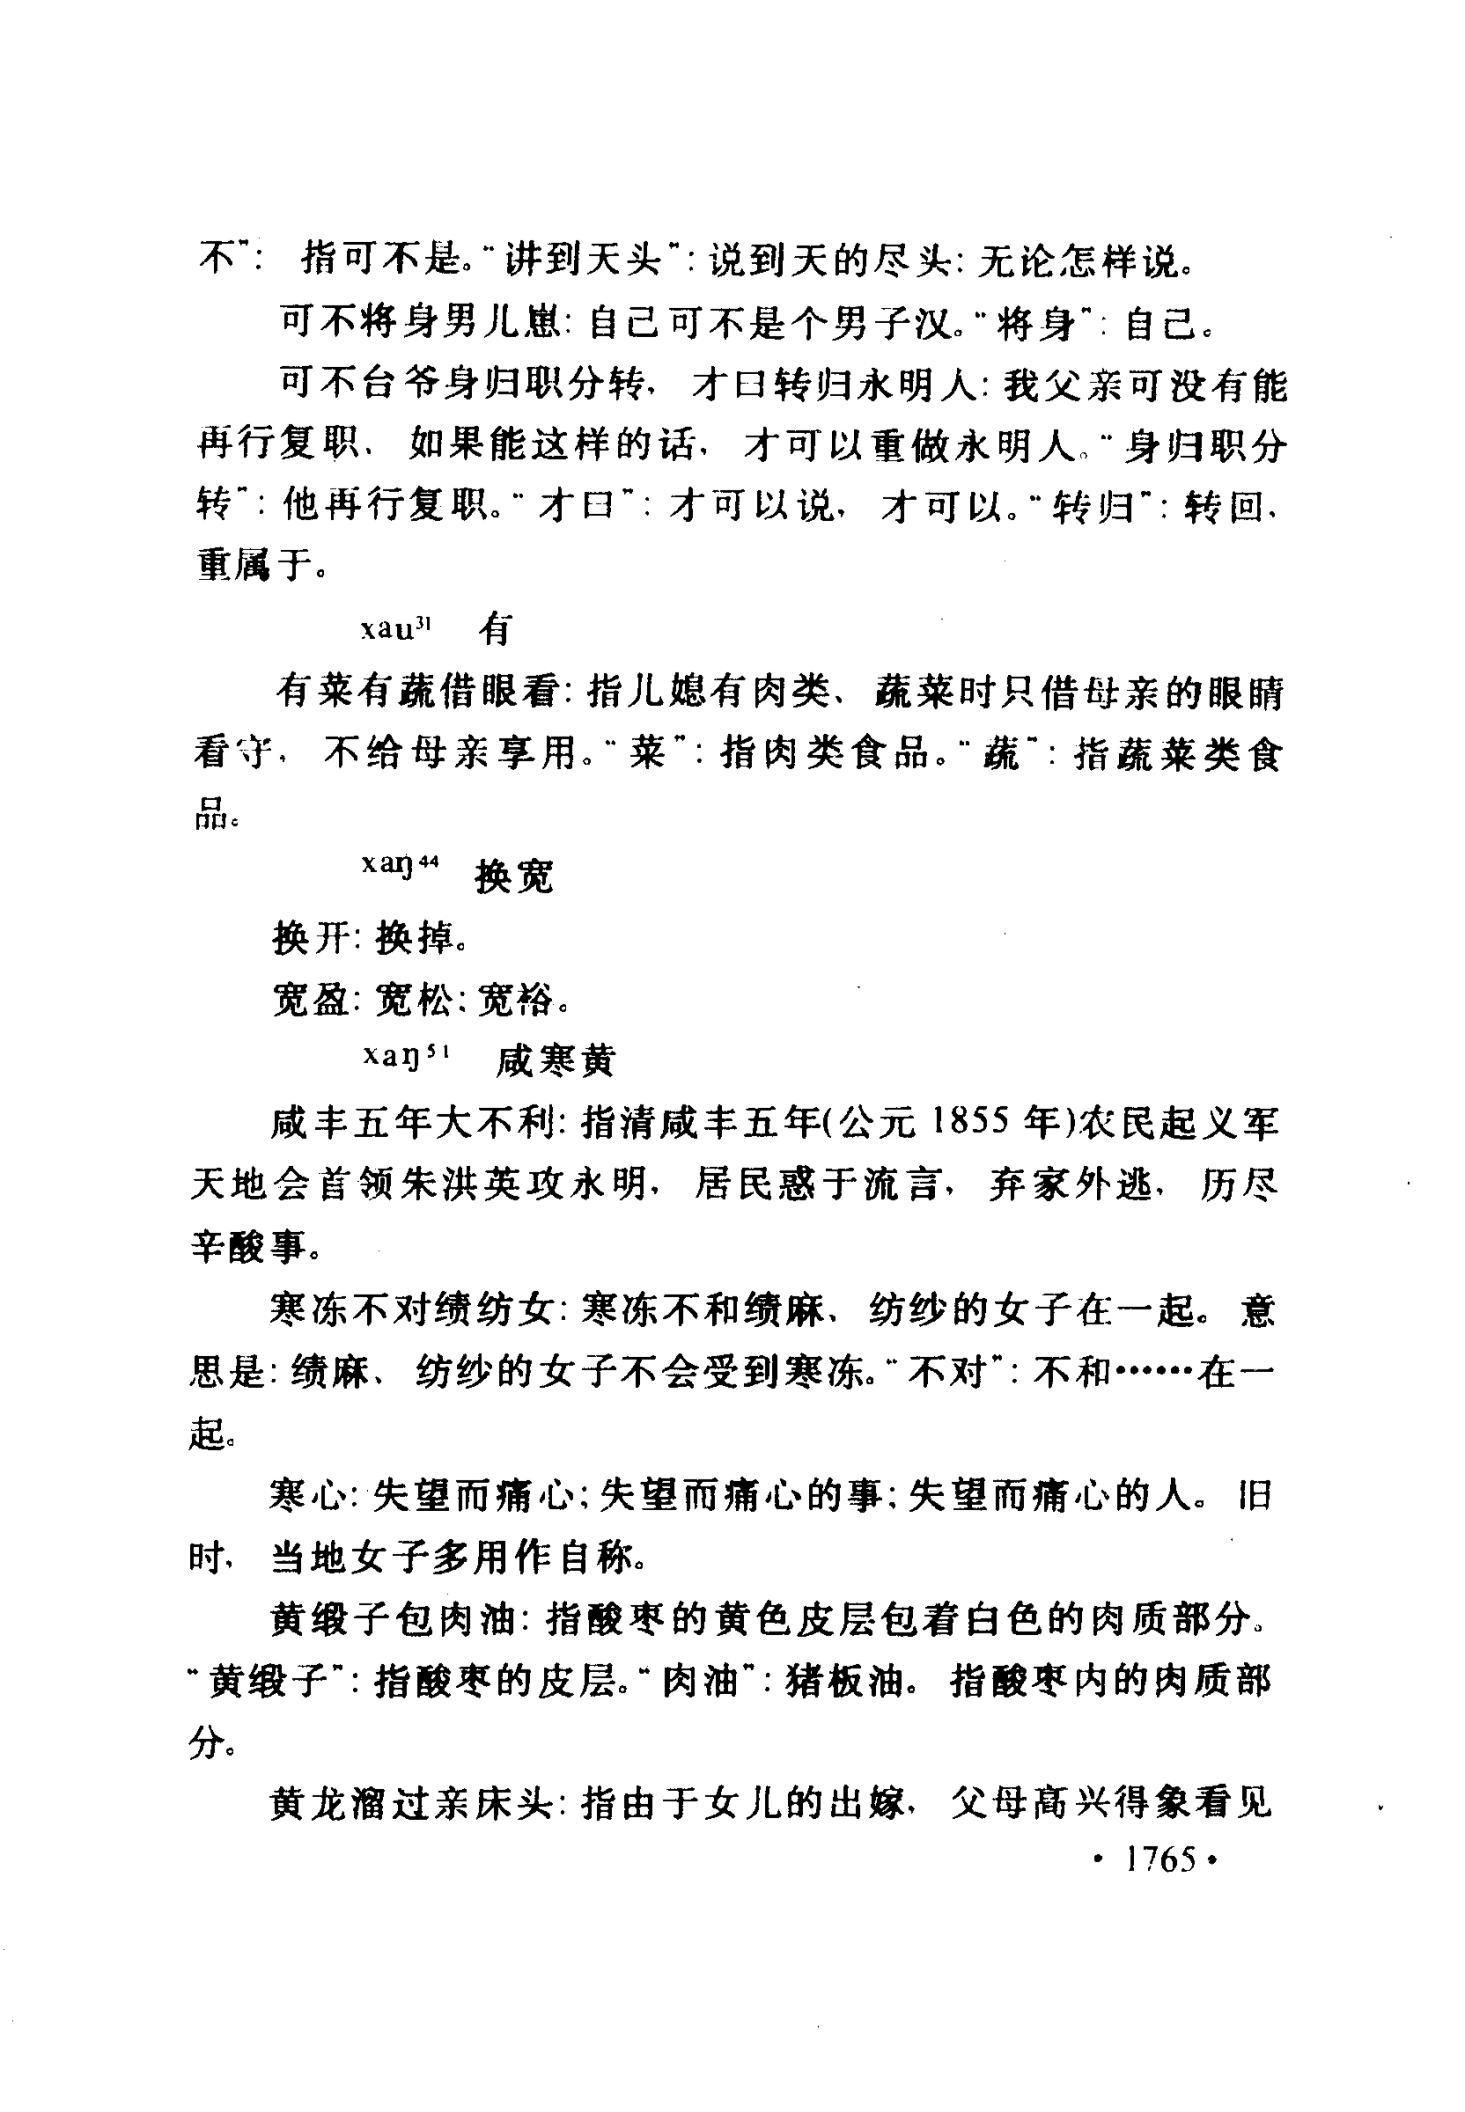 不”： 指可不是。“讲到天头”：说到天的尽头：无论怎样说。
可不将身男儿崽：自己可不是个男子汉。“将身”：自己。
可不台爷身归职分转， 才曰转归永明人：我父亲可没有能
再行复职、 如果能这样的话， 才可以重做永明人。“身归职分
转”：他再行复职。“才曰”：才可以说， 才可以。“转归”：转回，
重属于。
xau³¹ 有
有菜有蔬借眼看：指儿媳有肉类、 蔬菜时只借母亲的眼睛
看守， 不给母亲享用。“菜”：指肉类食品。“蔬”：指蔬菜类食
品。
xaŋ⁴⁴ 换宽
换开：换掉。
宽盈：宽松；宽裕。
xaŋ⁵¹ 咸寒黄
咸丰五年大不利：指清咸丰五年(公元 1855 年)农民起义军
天地会首领朱洪英攻永明， 居民惑于流言， 弃家外逃， 历尽
辛酸事。
寒冻不对绩纺女：寒冻不和绩麻、 纺纱的女子在一起。 意
思是：绩麻、 纺纱的女子不会受到寒冻。“不对”：不和……在一
起。
寒心：失望而痛心；失望而痛心的事；失望而痛心的人。 旧
时， 当地女子多用作自称。
黄缎子包肉油：指酸枣的黄色皮层包着白色的肉质部分。
“黄缎子”：指酸枣的皮层。“肉油”：猪板油。 指酸枣内的肉质部
分。
黄龙溜过亲床头：指由于女儿的出嫁， 父母高兴得象看见
· 1765 ·